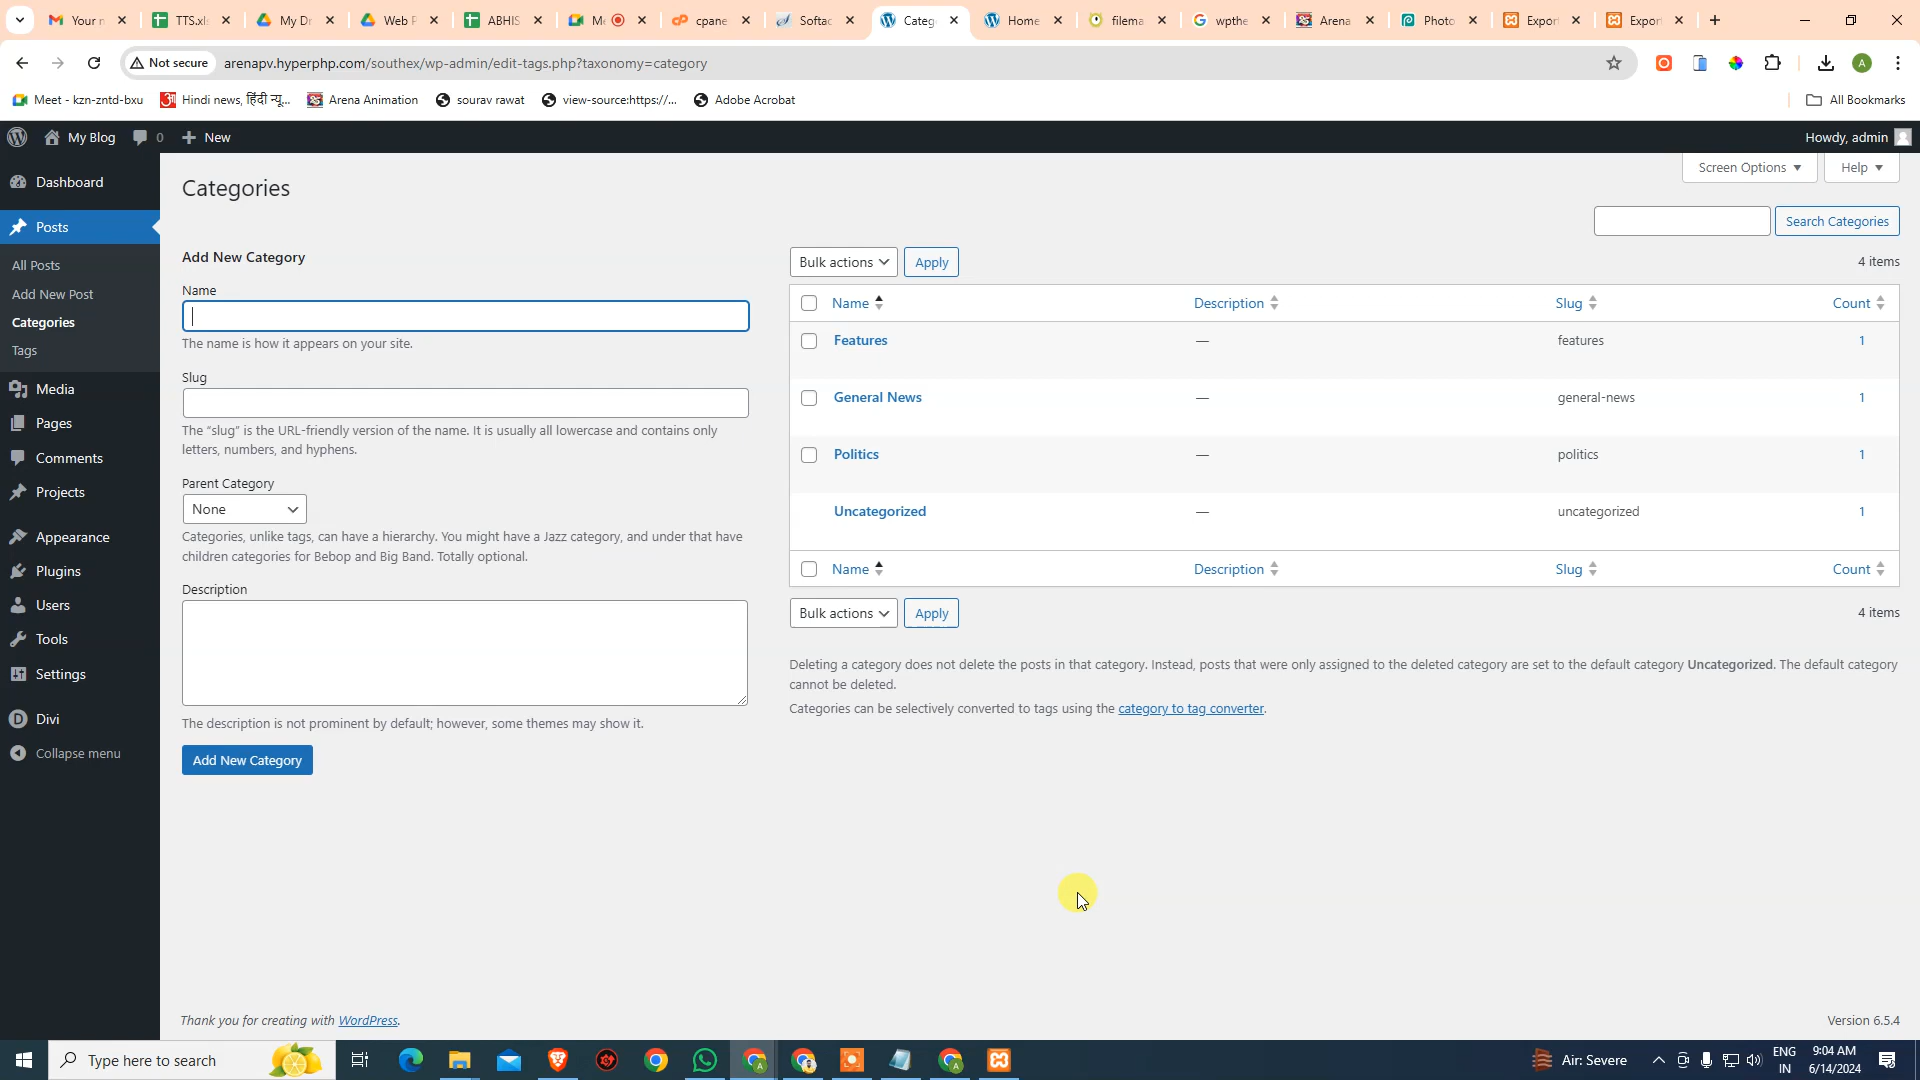 Your n
TTS.xl
My Dr
Web F
ABHIS
Me
cpane
Softac
Categ
Home
filema
wpthe
Arena
Photo
Expor
Expor
Not secure
arenapv.hyperphp.com/southex/wp-admin/edit-tags.php?taxonomy=category
A
Meet - kzn-zntd-bxu
Hindi news, हिंदी न्यू...
Arena Animation
sourav rawat
view-source:https://...
Adobe Acrobat
All Bookmarks
My Blog
0
New
Howdy, admin
Dashboard
Posts
All Posts
Add New Post
Categories
Tags
Media
Pages
Comments
Projects
Appearance
Plugins
Users
Tools
Settings
Divi
Collapse menu
Screen Options
Help
Categories
Search Categories
Add New Category
Name
The name is how it appears on your site.
Slug
The “slug” is the URL-friendly version of the name. It is usually all lowercase and contains only
letters, numbers, and hyphens.
Parent Category
None
Categories, unlike tags, can have a hierarchy. You might have a Jazz category, and under that have
children categories for Bebop and Big Band. Totally optional.
Description
The description is not prominent by default; however, some themes may show it.
Add New Category
Bulk actions
Apply
4 items
Name Description Slug Count
Features — features 1
General News — general-news 1
Politics — politics 1
Uncategorized — uncategorized 1
Name Description Slug Count
Bulk actions
Apply
4 items
Deleting a category does not delete the posts in that category. Instead, posts that were only assigned to the deleted category are set to the default category Uncategorized. The default category
cannot be deleted.
Categories can be selectively converted to tags using the category to tag converter.
Thank you for creating with WordPress.
Version 6.5.4
Type here to search
Air: Severe
ENG
IN
9:04 AM
6/14/2024